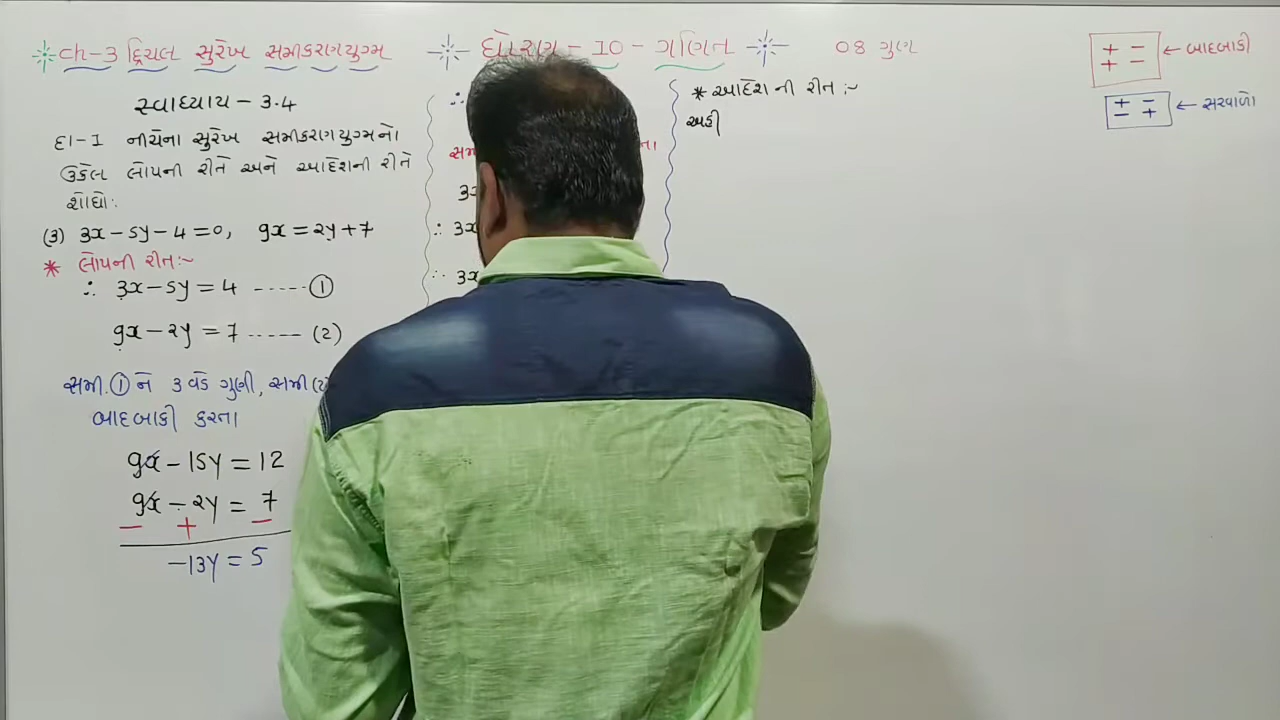 ch-3 દ્વિચલ સુરેખ સમીકરણયુગ્મ
ધોરણ - 10 - ગણિત
08 ગુણ
સ્વાધ્યાય - 3.4
દા-1 નીચેના સુરેખ સમીકરણયુગ્મનો
ઉકેલ લોપની રીતે અને આદેશની રીતે
શોધો:
(3) 3x-5y-4=0, 9x=2y+7
* લોપની રીત:-
∴ 3x-5y=4 ------①
9x-2y=7 ------(2)
સમી.①ને 3 વડે ગુણી, સમી(2)
બાદબાકી કરતા
9x-15y=12
9x-2y=7
- + -
-13y=5
∴
3x
∴ 3x
∴ 3x
* આદેશની રીત:-
અહીં
+ - ← બાદબાકી
+ -
+ ∓ ← સરવાળો
- +